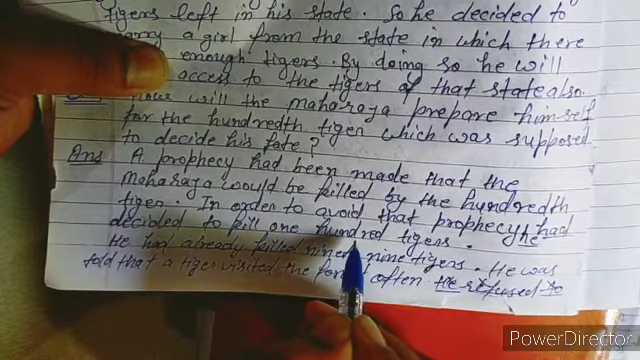 tigers left in his state. So he decided to
marry a girl from the state in which there
enough tigers. By doing so he will
access to the tigers of that state also.
How will the maharaja prepare himself
for the hundredth tiger which was supposed
to decide his fate?
Ans A prophecy had been made that the
Maharaja would be killed by the hundredth
tiger. In order to avoid that prophecy he had
decided to kill one hundred tigers.
He had already killed ninety nine tigers. He was
told that a tiger visited the forest often He refused to
PowerDirector